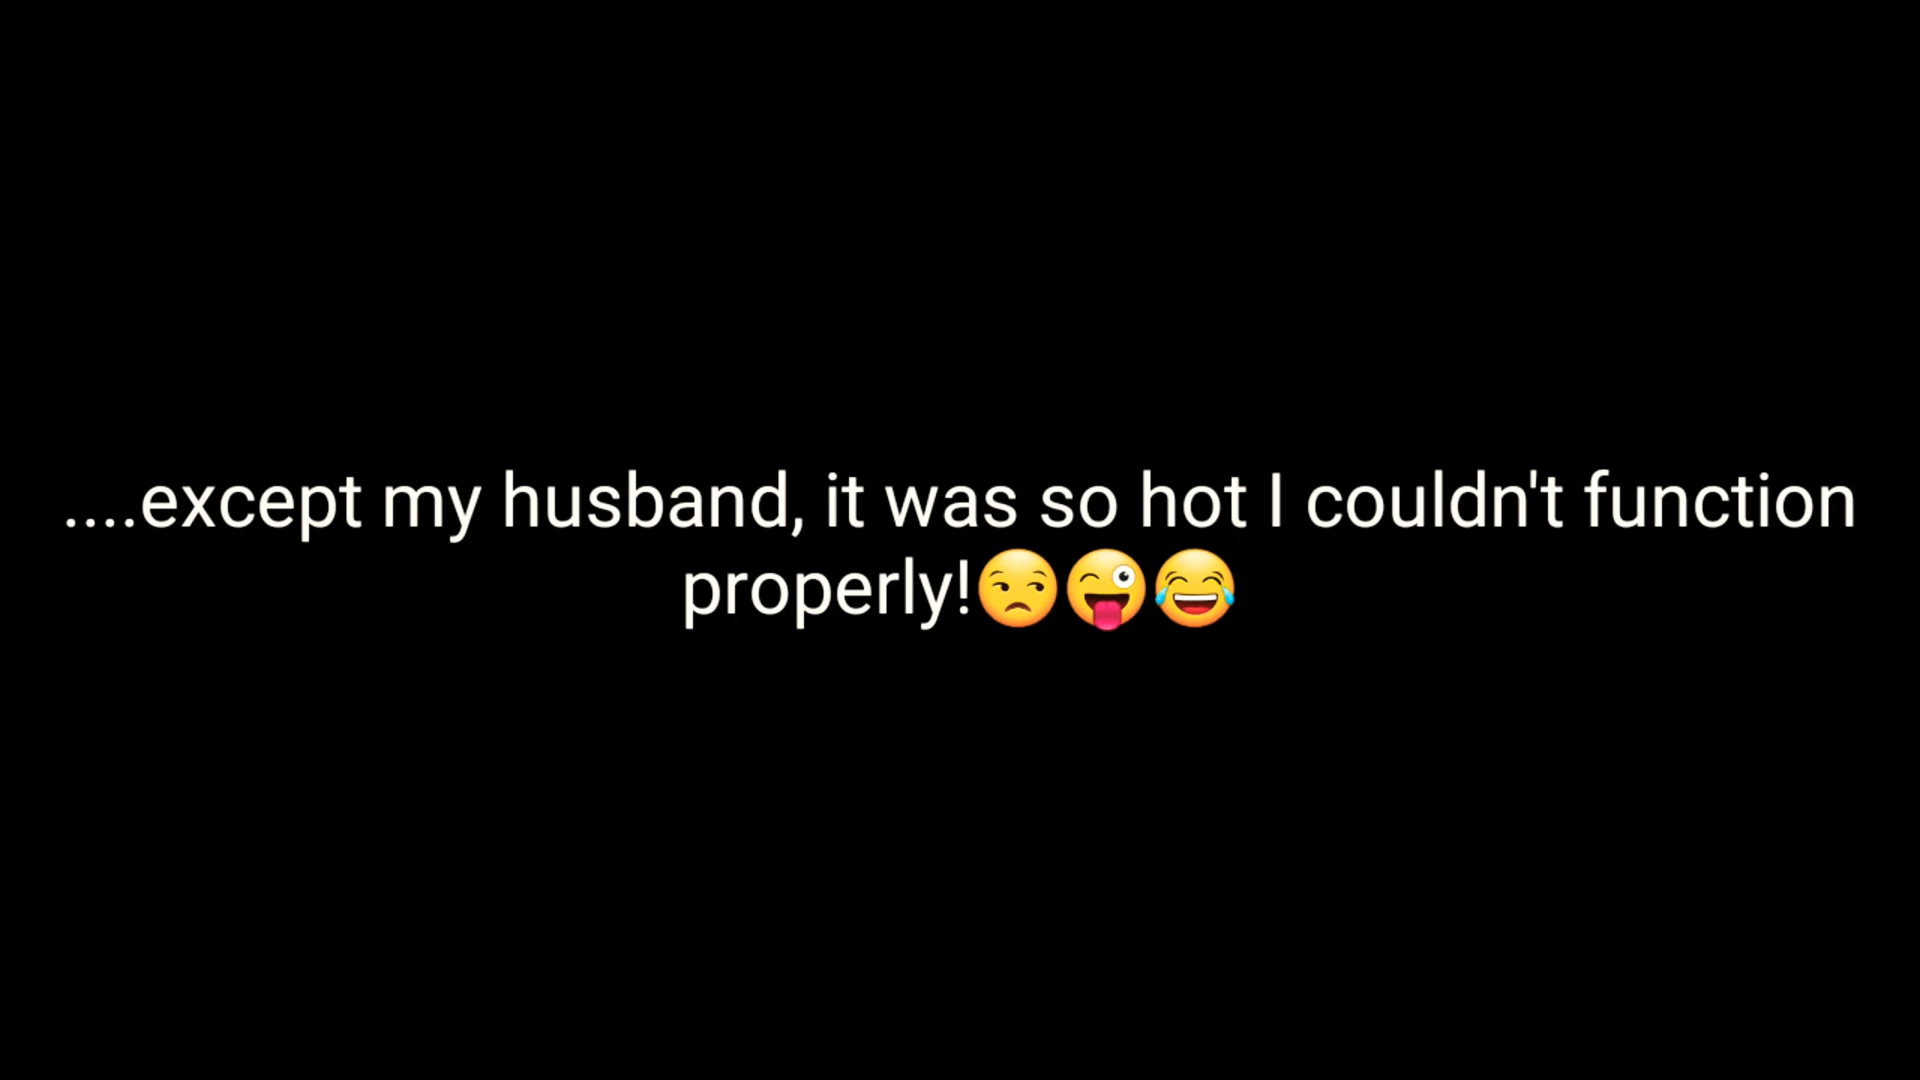 ....except my husband, it was so hot I couldn't function
properly!😒😜😂